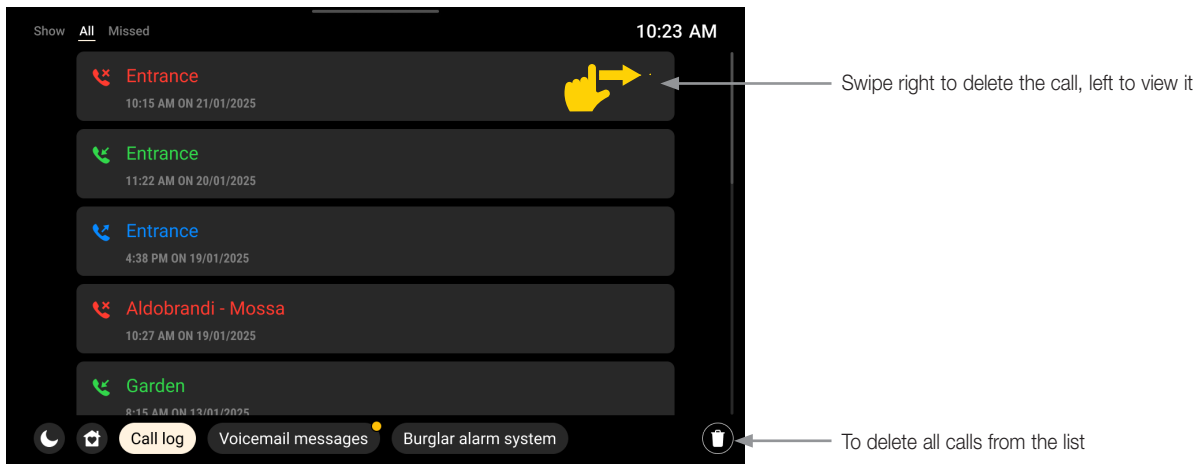 Show All Missed
10:23 AM
Entrance
10:15 AM ON 21/01/2025
Swipe right to delete the call, left to view it
Entrance
11:22 AM ON 20/01/2025
Entrance
4:38 PM ON 19/01/2025
Aldobrandi - Mossa
10:27 AM ON 19/01/2025
Garden
8:15 AM ON 13/01/2025
Call log
Voicemail messages
Burglar alarm system
To delete all calls from the list